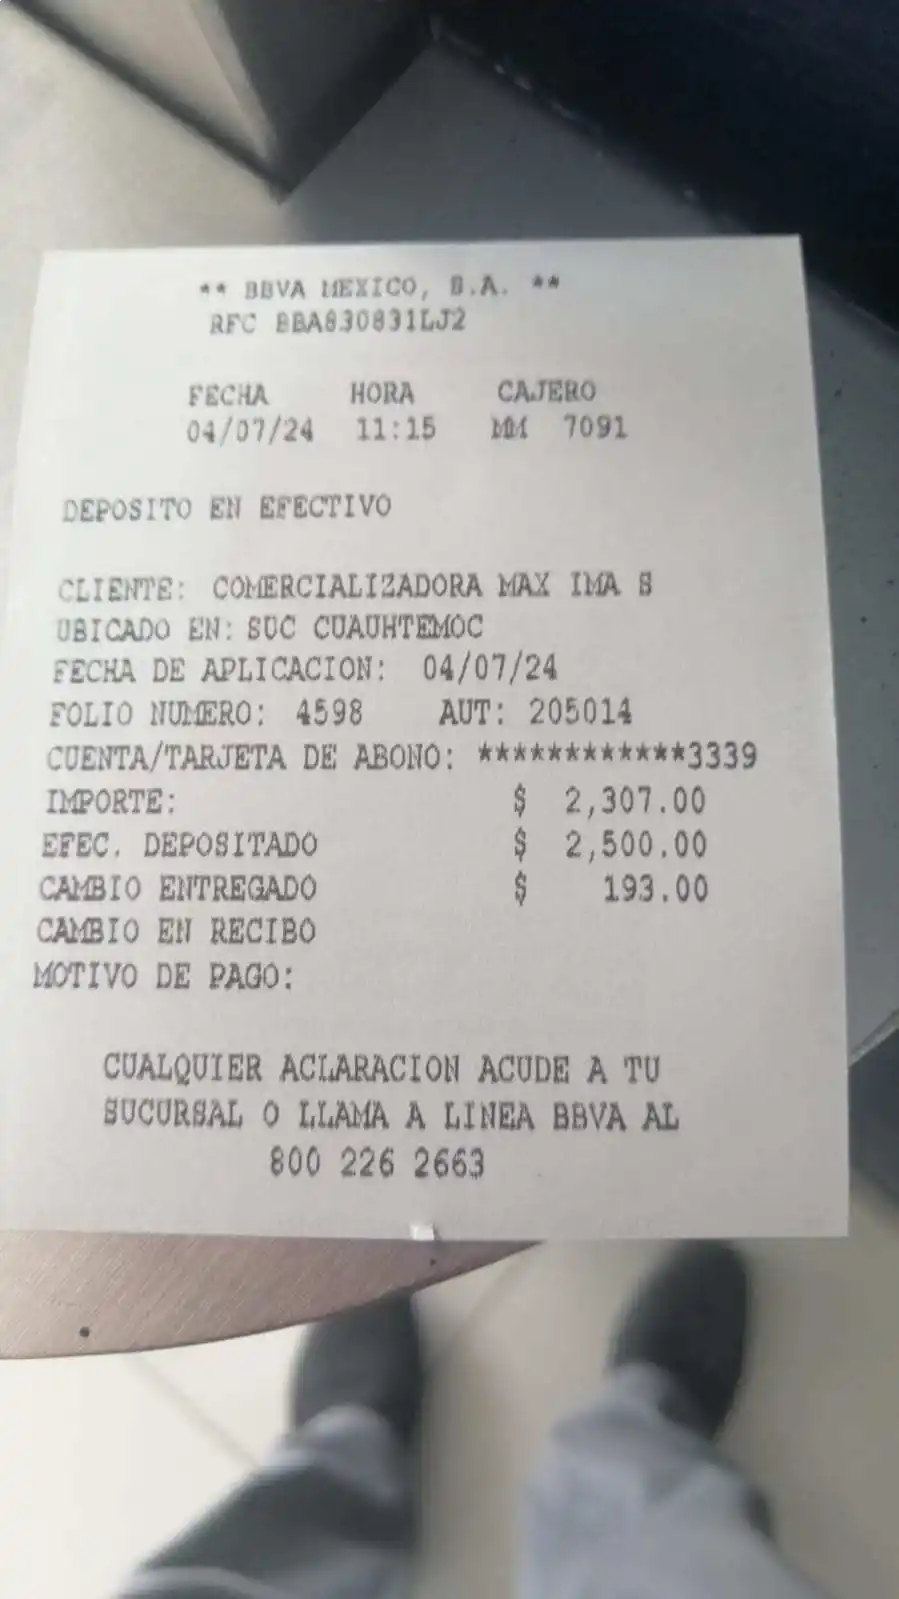 ** BBVA MEXICO, S.A. **
RFC BBA830831LJ2
FECHA HORA CAJERO
04/07/24 11:15 MM 7091
DEPOSITO EN EFECTIVO
CLIENTE: COMERCIALIZADORA MAX IMA S
UBICADO EN: SUC CUAUHTEMOC
FECHA DE APLICACION: 04/07/24
FOLIO NUMERO: 4598 AUT: 205014
CUENTA/TARJETA DE ABONO: ************3339
IMPORTE: $ 2,307.00
EFEC. DEPOSITADO $ 2,500.00
CAMBIO ENTREGADO $ 193.00
CAMBIO EN RECIBO
MOTIVO DE PAGO:
CUALQUIER ACLARACION ACUDE A TU
SUCURSAL O LLAMA A LINEA BBVA AL
800 226 2663